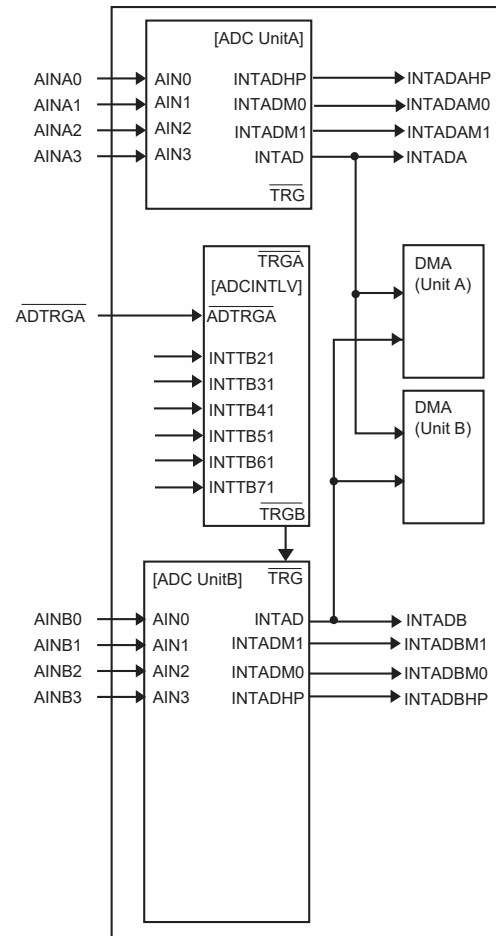 [ADC UnitA]
AINA0 AIN0 INTADHP INTADAHP
AINA1 AIN1 INTADM0 INTADAM0
AINA2 AIN2 INTADM1 INTADAM1
AINA3 AIN3 INTAD INTADA
TRG
TRGA
[ADCINTLV]
ADTRGA ADTRGA
DMA
(Unit A)
INTTB21
INTTB31
INTTB41
INTTB51
INTTB61
INTTB71
DMA
(Unit B)
TRGB
[ADC UnitB] TRG
AINB0 AIN0 INTAD INTADB
AINB1 AIN1 INTADM1 INTADBM1
AINB2 AIN2 INTADM0 INTADBM0
AINB3 AIN3 INTADHP INTADBHP